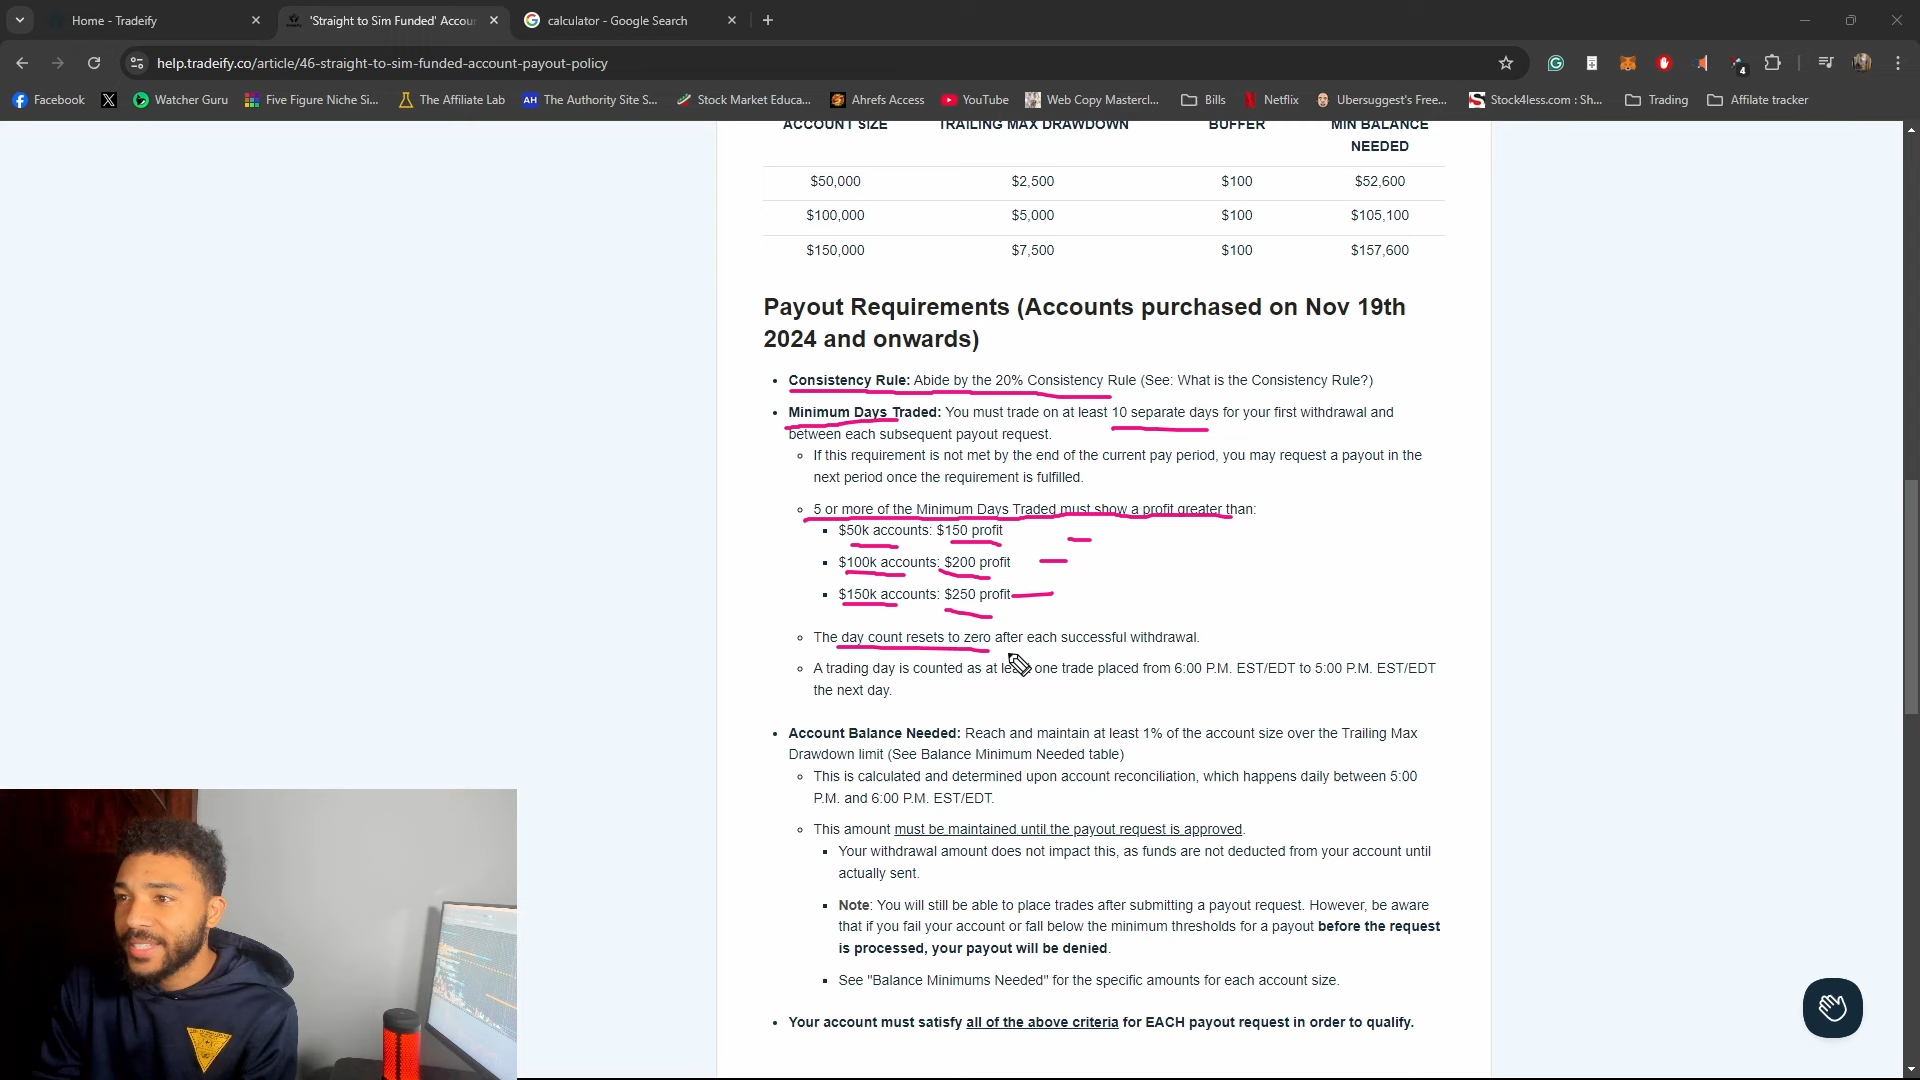 Home - Tradeify
'Straight to Sim Funded' Accou
calculator - Google Search
help.tradeify.co/article/46-straight-to-sim-funded-account-payout-policy
4
Facebook
Watcher Guru
Five Figure Niche Si...
The Affiliate Lab
AH The Authority Site S...
Stock Market Educa...
Ahrefs Access
YouTube
Web Copy Mastercl...
Bills
Netflix
Ubersuggest's Free...
Stock4less.com : Sh...
Trading
Affilate tracker
ACCOUNT SIZE TRAILING MAX DRAWDOWN BUFFER MIN BALANCE
NEEDED
$50,000 $2,500 $100 $52,600
$100,000 $5,000 $100 $105,100
$150,000 $7,500 $100 $157,600
Payout Requirements (Accounts purchased on Nov 19th
2024 and onwards)
• Consistency Rule: Abide by the 20% Consistency Rule (See: What is the Consistency Rule?)
• Minimum Days Traded: You must trade on at least 10 separate days for your first withdrawal and
between each subsequent payout request.
If this requirement is not met by the end of the current pay period, you may request a payout in the
next period once the requirement is fulfilled.
5 or more of the Minimum Days Traded must show a profit greater than:
$50k accounts: $150 profit
$100k accounts: $200 profit
$150k accounts: $250 profit
The day count resets to zero after each successful withdrawal.
A trading day is counted as at least one trade placed from 6:00 P.M. EST/EDT to 5:00 P.M. EST/EDT
the next day.
• Account Balance Needed: Reach and maintain at least 1% of the account size over the Trailing Max
Drawdown limit (See Balance Minimum Needed table)
This is calculated and determined upon account reconciliation, which happens daily between 5:00
P.M. and 6:00 P.M. EST/EDT.
This amount must be maintained until the payout request is approved.
Your withdrawal amount does not impact this, as funds are not deducted from your account until
actually sent.
Note: You will still be able to place trades after submitting a payout request. However, be aware
that if you fail your account or fall below the minimum thresholds for a payout before the request
is processed, your payout will be denied.
See "Balance Minimums Needed" for the specific amounts for each account size.
• Your account must satisfy all of the above criteria for EACH payout request in order to qualify.